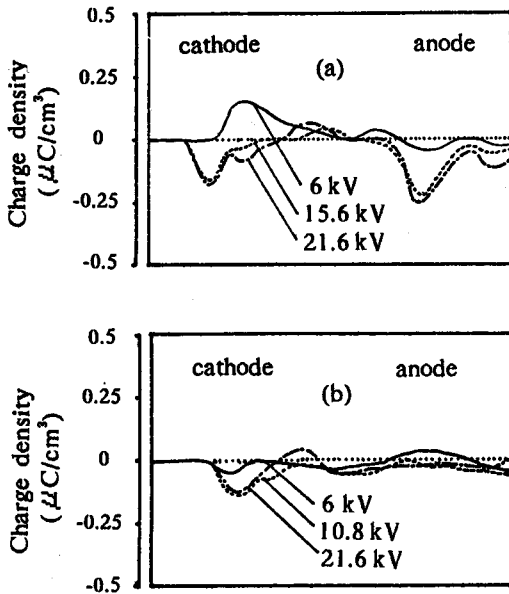 0.5
cathode
anode
(a)
0.25
0
6 kV
15.6 kV
-0.25
21.6 kV
-0.5
Charge density
( μC/cm³)
0.5
cathode
anode
(b)
0.25
0
6 kV
-0.25
10.8 kV
21.6 kV
-0.5
Charge density
( μC/cm³)